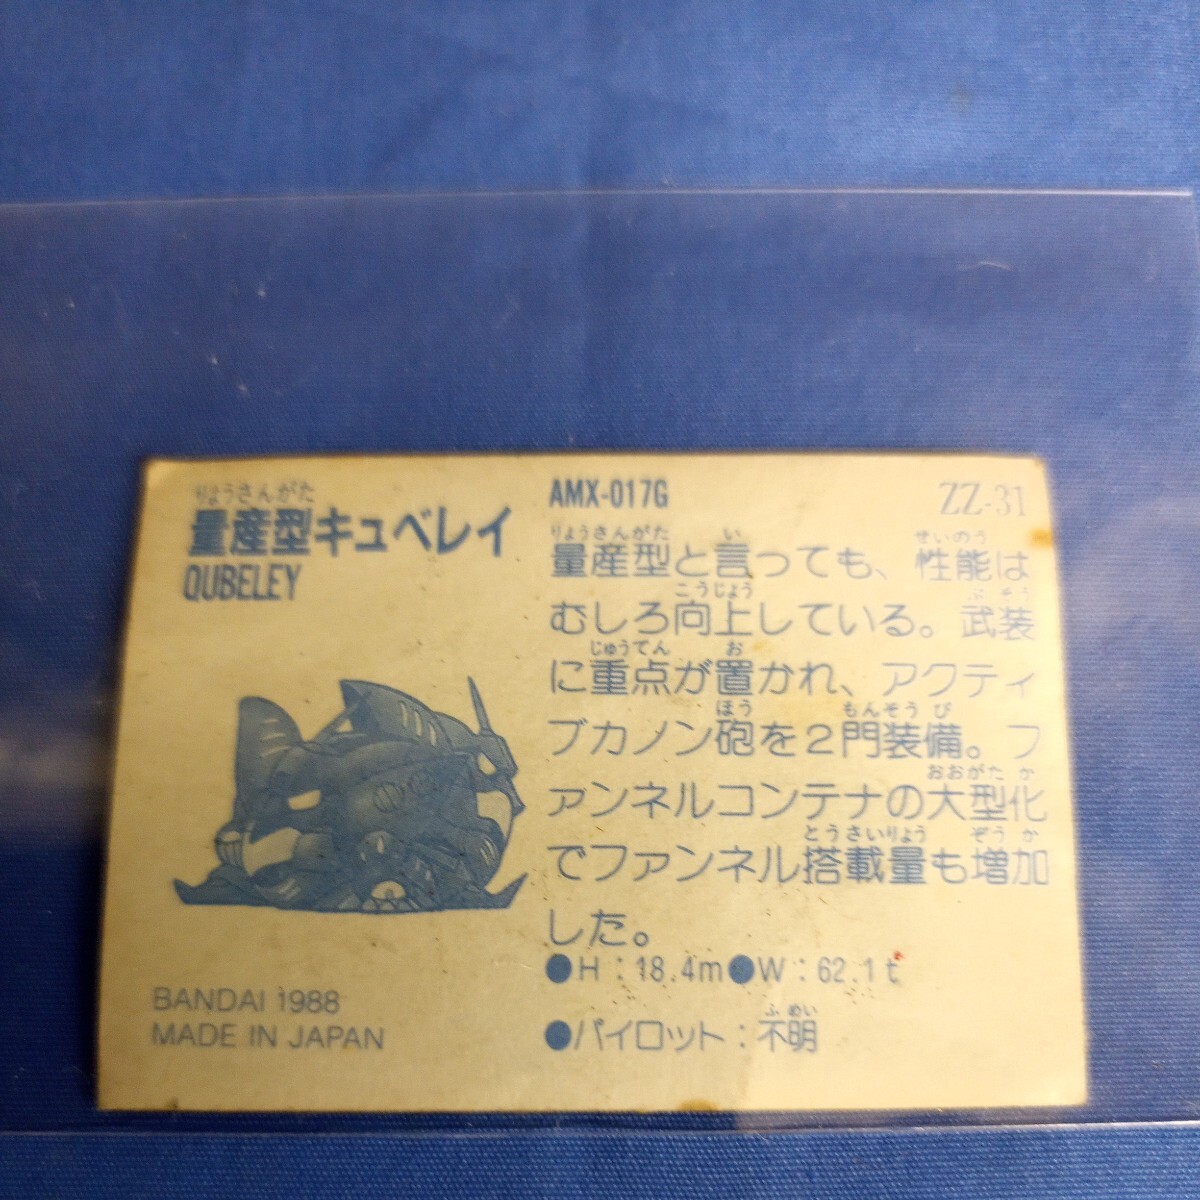 りょうさんがた
量産型キュベレイ
QUBELEY
BANDAI 1988
MADE IN JAPAN
AMX-017G
ZZ-31
りょうさんがた い せいのう
量産型と言っても、性能は
こうじょう ぶそう
むしろ向上している。武装
じゅうてん お
に重点が置かれ、アクティ
ほう もんそうび
ブカノン砲を2門装備。フ
おおがたか
ァンネルコンテナの大型化
とうさいりょう ぞうか
でファンネル搭載量も増加
した。
●H:18.4m●W:62.1t
ふめい
●パイロット:不明